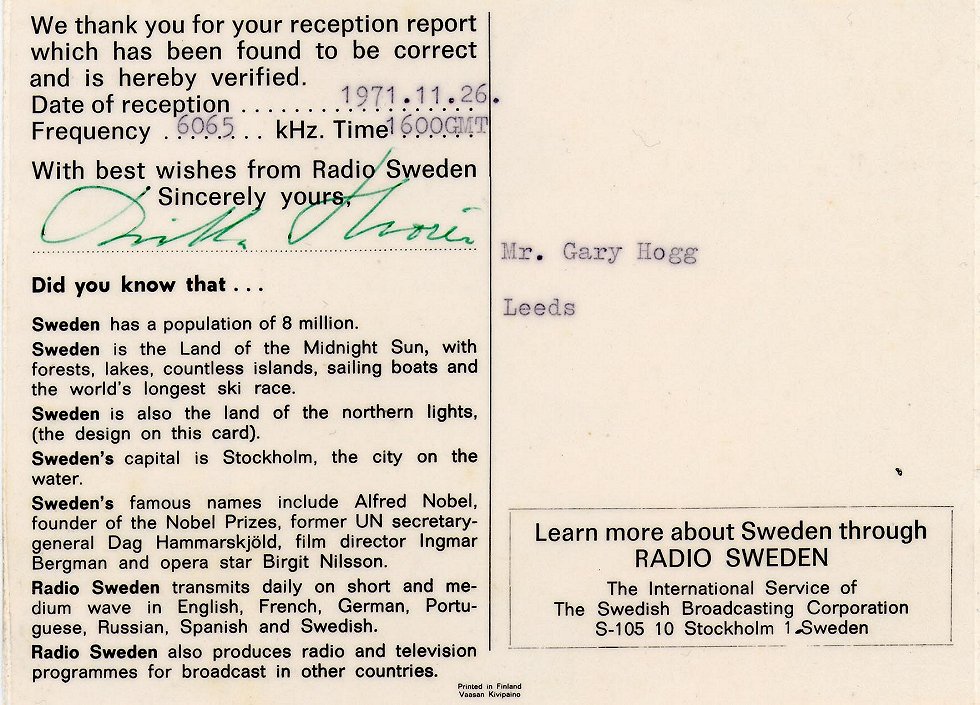 We thank you for your reception report
which has been found to be correct
and is hereby verified.
Date of reception ........1971.11.26.
Frequency .6065... kHz. Time 1600GMT
With best wishes from Radio Sweden
Sincerely yours,
Did you know that ...
Sweden has a population of 8 million.
Sweden is the Land of the Midnight Sun, with
forests, lakes, countless islands, sailing boats and
the world's longest ski race.
Sweden is also the land of the northern lights,
(the design on this card).
Sweden's capital is Stockholm, the city on the
water.
Sweden's famous names include Alfred Nobel,
founder of the Nobel Prizes, former UN secretary-
general Dag Hammarskjöld, film director Ingmar
Bergman and opera star Birgit Nilsson.
Radio Sweden transmits daily on short and me-
dium wave in English, French, German, Portu-
guese, Russian, Spanish and Swedish.
Radio Sweden also produces radio and television
programmes for broadcast in other countries.
Mr. Gary Hogg
Leeds
Learn more about Sweden through
RADIO SWEDEN
The International Service of
The Swedish Broadcasting Corporation
S-105 10 Stockholm 1 Sweden
Printed in Finland
Vaasan Kivipaino